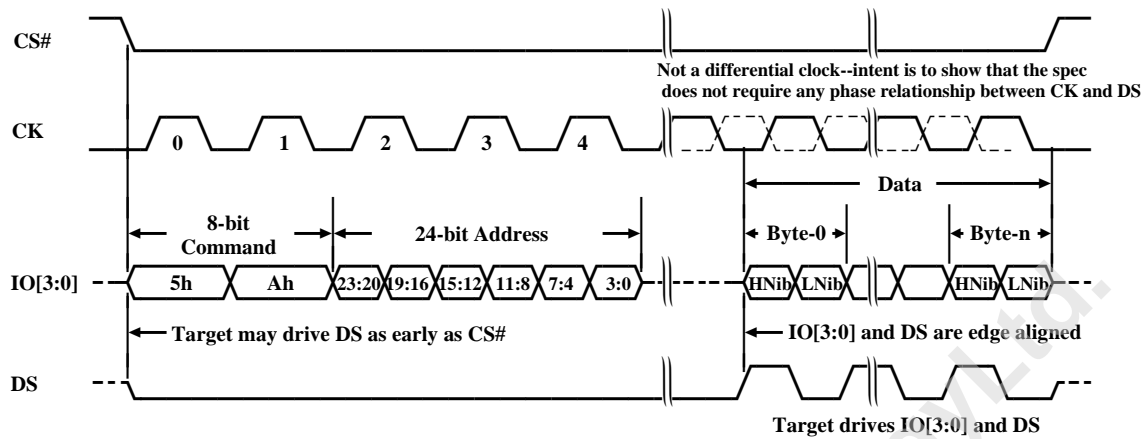 CS#
Not a differential clock--intent is to show that the spec
does not require any phase relationship between CK and DS
CK
0 1 2 3 4
Data
8-bit
Command
24-bit Address
Byte-0
Byte-n
IO[3:0]
5h Ah 23:20 19:16 15:12 11:8 7:4 3:0 HNib LNib HNib LNib
Target may drive DS as early as CS#
IO[3:0] and DS are edge aligned
DS
Target drives IO[3:0] and DS
Ltd.